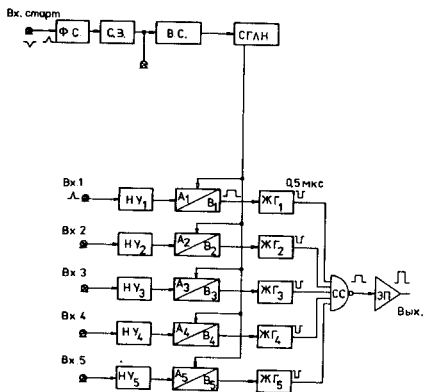 Вх. старт
Ф.С. С.З. В.С. СГЛН
Вх.1 НУ1 А1 В1 ЖГ1 0,5 мкс
Вх 2 НУ2 А2 В2 ЖГ2
Вх 3 НУ3 А3 В3 ЖГ3 СС ЭП Вых.
Вх 4 НУ4 А4 В4 ЖГ4
Вх 5 НУ5 А5 В5 ЖГ5